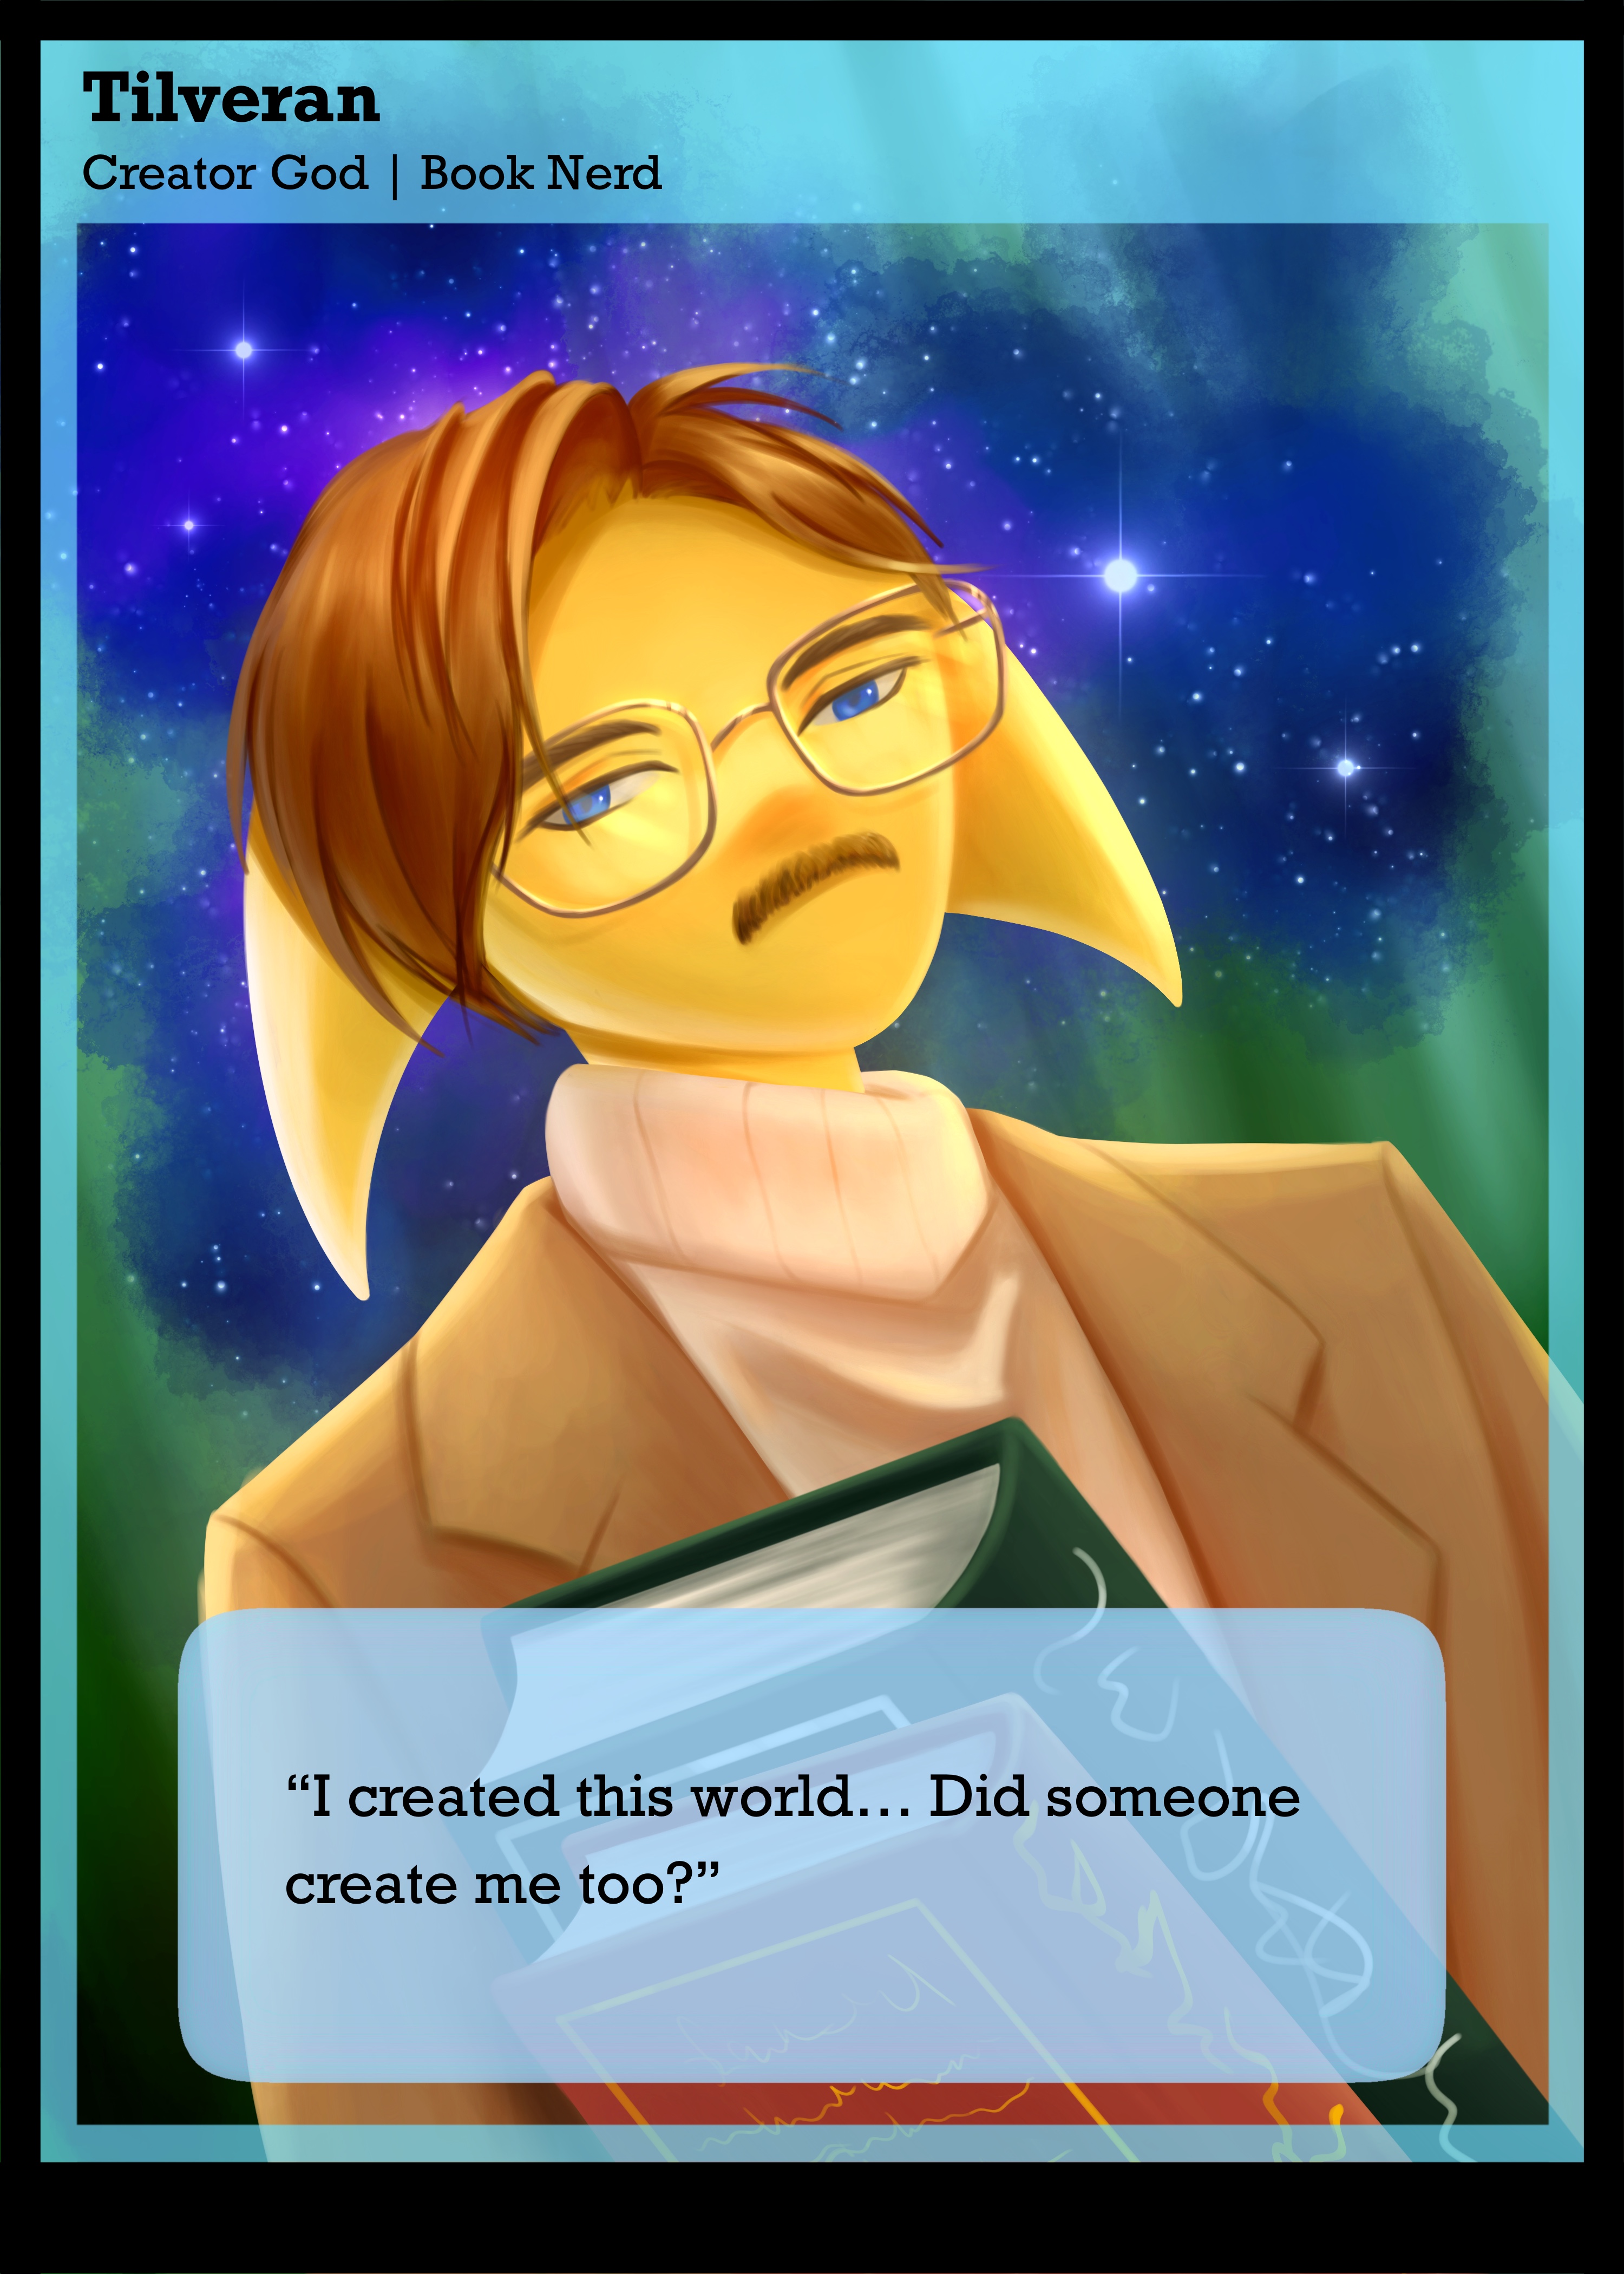 Tilveran
Creator God | Book Nerd
“I created this world... Did someone
create me too?”